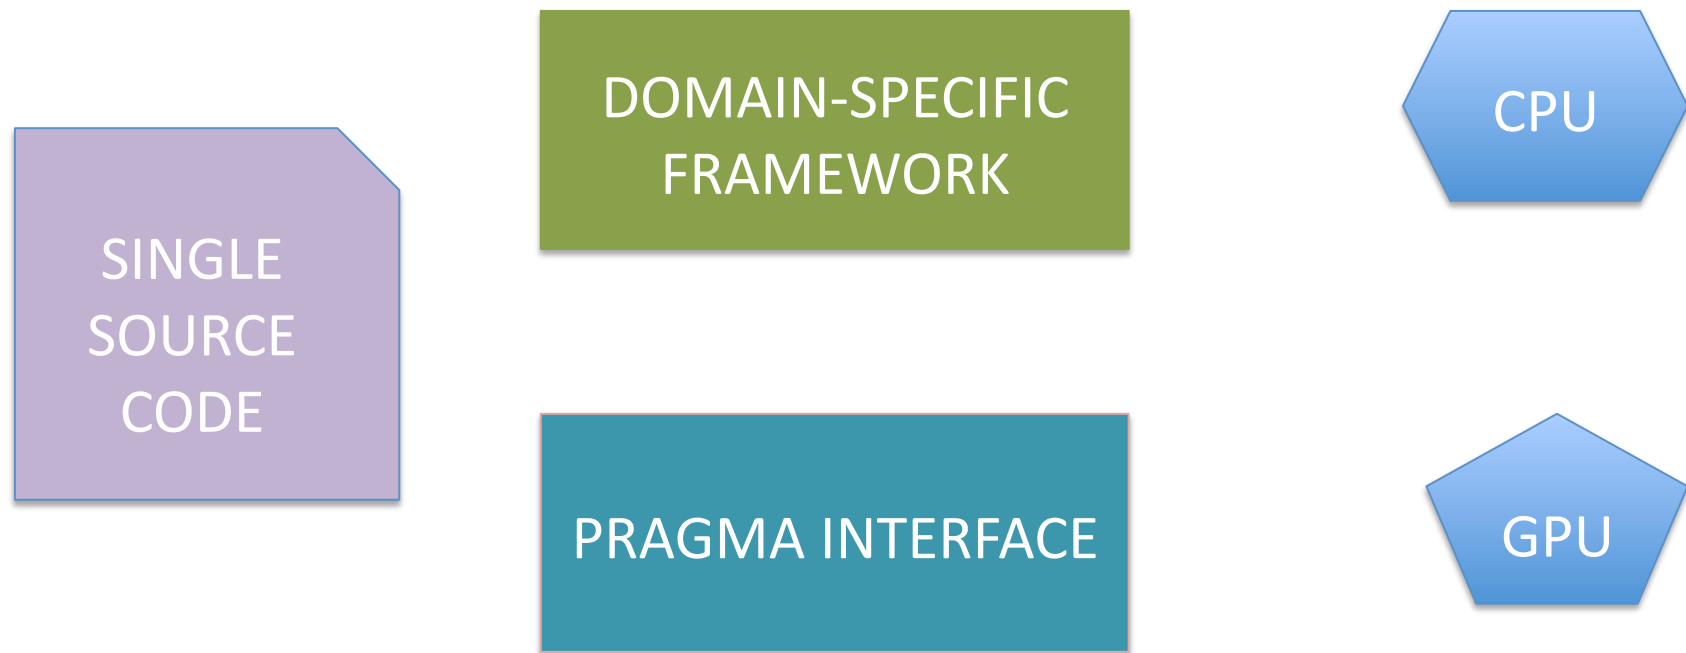 SINGLE
SOURCE
CODE
DOMAIN-SPECIFIC
FRAMEWORK
PRAGMA INTERFACE
CPU
GPU